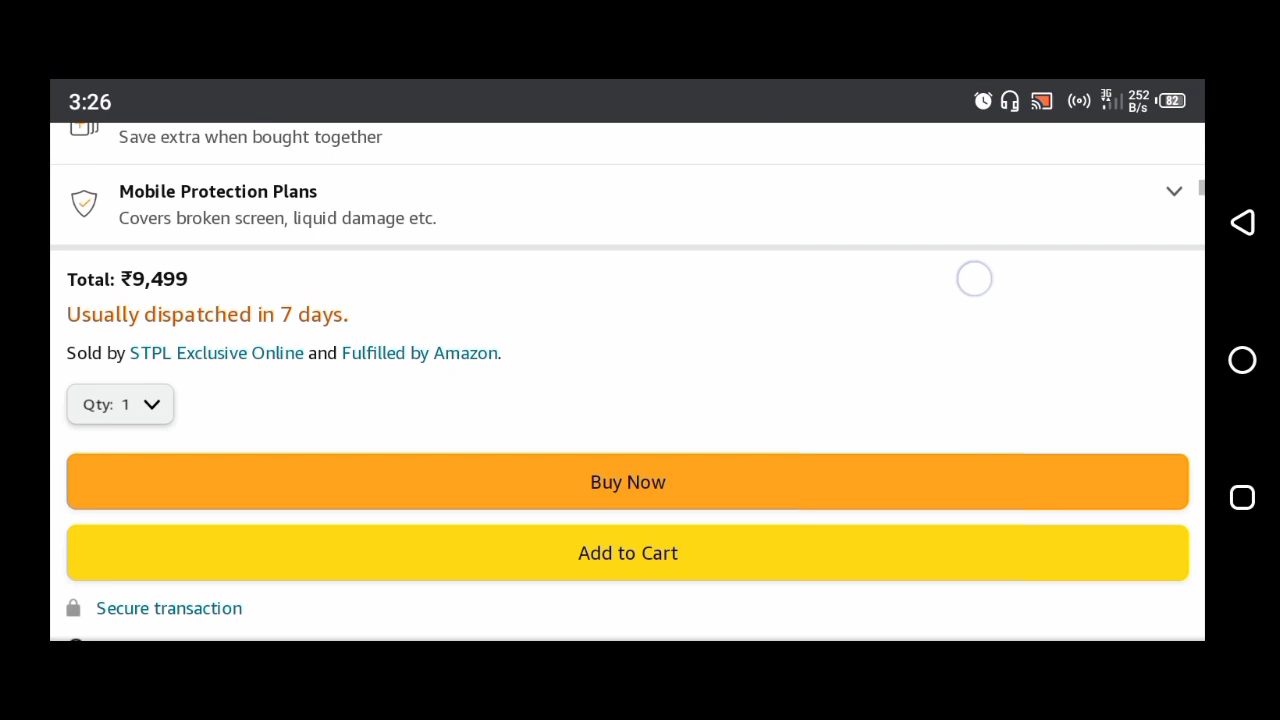 3:26
3G
252
B/s
82
Save extra when bought together
Mobile Protection Plans
Covers broken screen, liquid damage etc.
Total: ₹9,499
Usually dispatched in 7 days.
Sold by STPL Exclusive Online and Fulfilled by Amazon.
Qty: 1
Buy Now
Add to Cart
Secure transaction